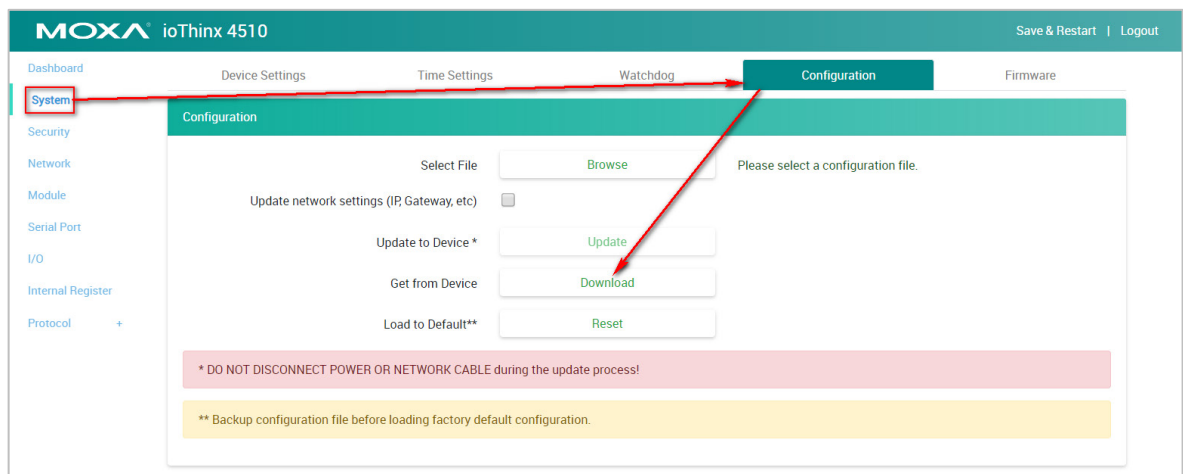 MOXA® ioThinx 4510 Save & Restart | Logout
Dashboard
System
Security
Network
Module
Serial Port
I/O
Internal Register
Protocol +
Device Settings Time Settings Watchdog Configuration Firmware
Configuration
Select File Browse Please select a configuration file.
Update network settings (IP, Gateway, etc)
Update to Device * Update
Get from Device Download
Load to Default** Reset
* DO NOT DISCONNECT POWER OR NETWORK CABLE during the update process!
** Backup configuration file before loading factory default configuration.